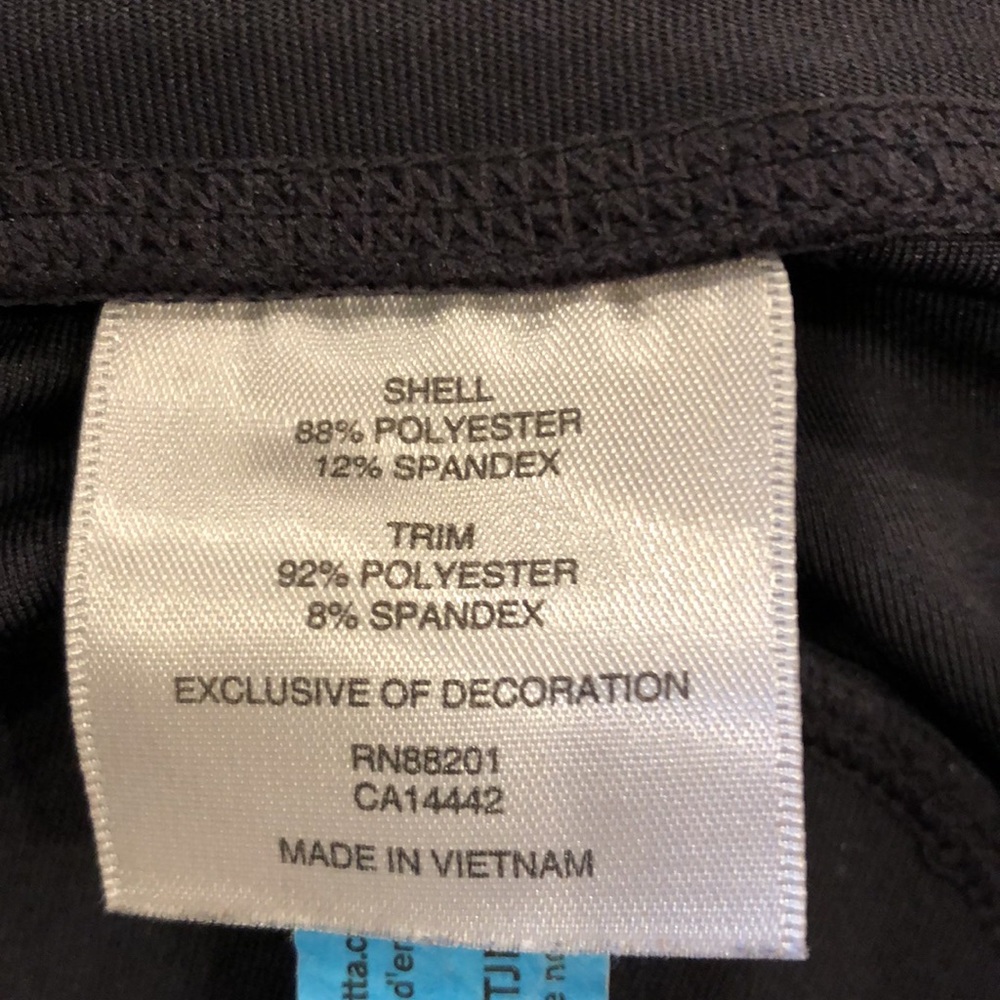 SHELL
88% POLYESTER
12% SPANDEX
TRIM
92% POLYESTER
8% SPANDEX
EXCLUSIVE OF DECORATION
RN88201
CA14442
MADE IN VIETNAM